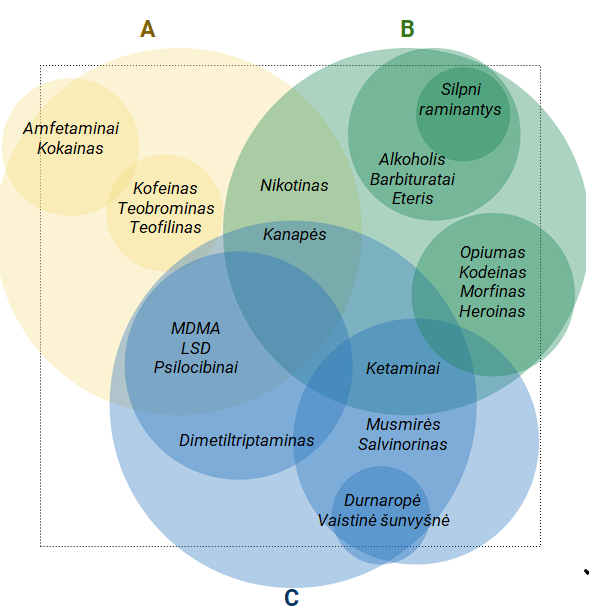 A
B
Silpni
raminantys
Amfetaminai
Kokainas
Alkoholis
Barbituratai
Eteris
Kofeinas
Teobrominas
Teofilinas
Nikotinas
Kanapės
Opiumas
Kodeinas
Morfinas
Heroinas
MDMA
LSD
Psilocibinai
Ketaminai
Dimetiltriptaminas
Musmirės
Salvinorinas
Durnaropė
Vaistinė šunvyšnė
C